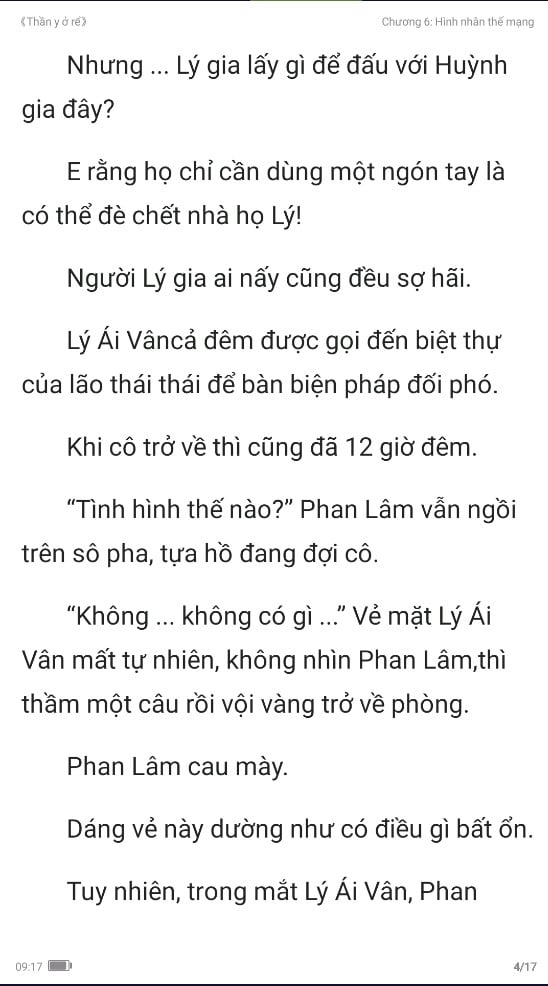 《Thần y ở rể》 Chương 6: Hình nhân thế mạng
Nhưng ... Lý gia lấy gì để đấu với Huỳnh
gia đây?
E rằng họ chỉ cần dùng một ngón tay là
có thể đè chết nhà họ Lý!
Người Lý gia ai nấy cũng đều sợ hãi.
Lý Ái Vâncả đêm được gọi đến biệt thự
của lão thái thái để bàn biện pháp đối phó.
Khi cô trở về thì cũng đã 12 giờ đêm.
“Tình hình thế nào?” Phan Lâm vẫn ngồi
trên sô pha, tựa hồ đang đợi cô.
“Không ... không có gì ...” Vẻ mặt Lý Ái
Vân mất tự nhiên, không nhìn Phan Lâm,thì
thầm một câu rồi vội vàng trở về phòng.
Phan Lâm cau mày.
Dáng vẻ này dường như có điều gì bất ổn.
Tuy nhiên, trong mắt Lý Ái Vân, Phan
09:17 4/17